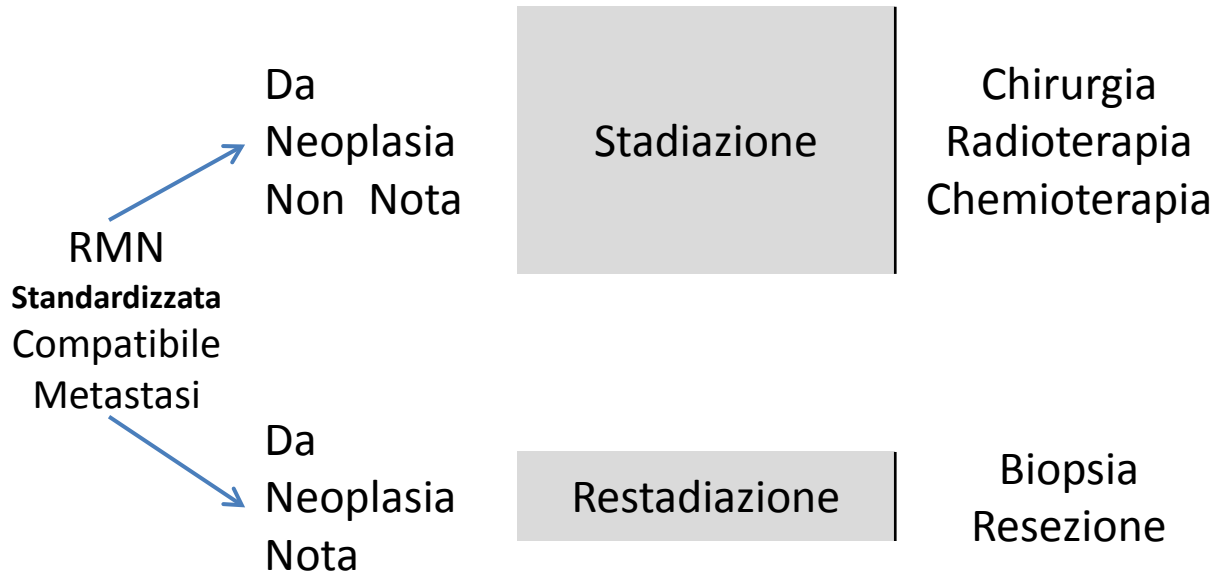 RMN
Standardizzata
Compatibile
Metastasi
Da
Neoplasia
Non Nota
Stadiazione
Chirurgia
Radioterapia
Chemioterapia
Da
Neoplasia
Nota
Restadiazione
Biopsia
Resezione